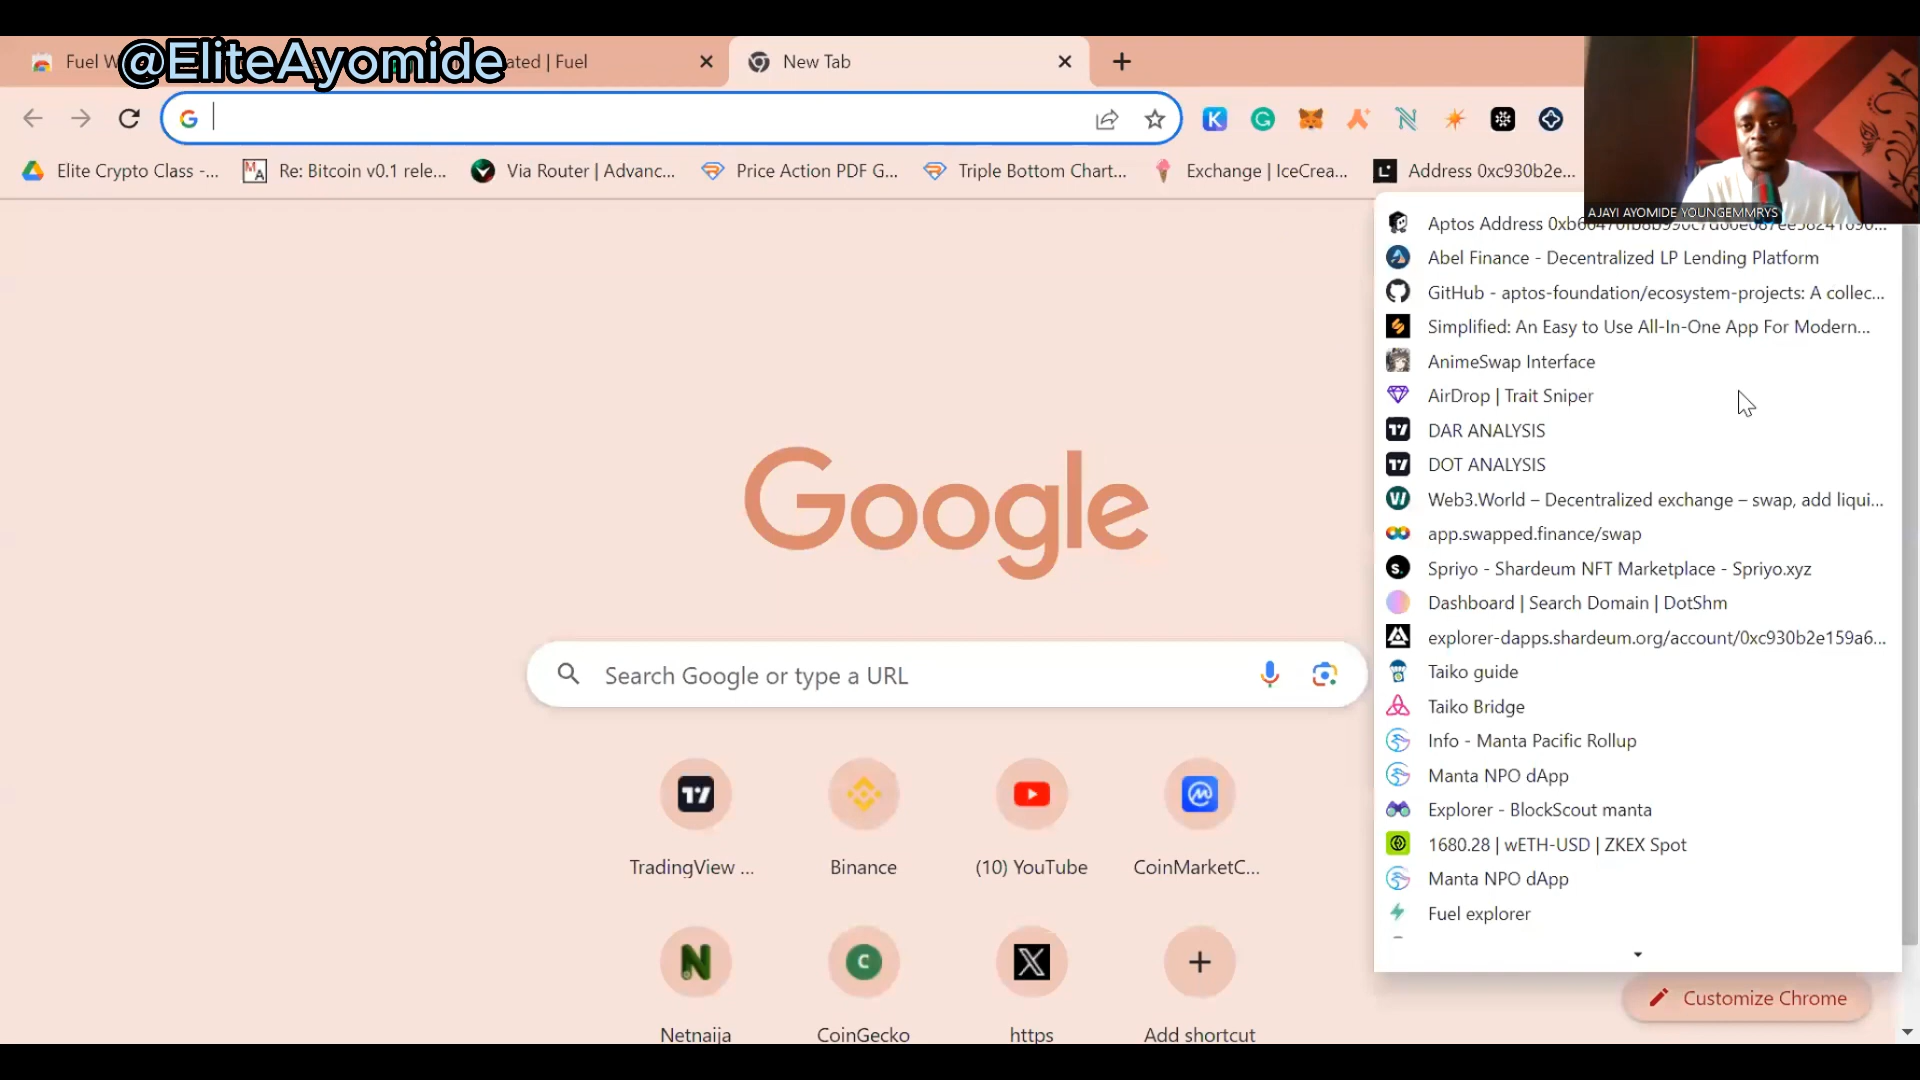 Fuel W
@EliteAyomide
ated | Fuel
New Tab
Elite Crypto Class -...
Re: Bitcoin v0.1 rele...
Via Router | Advanc...
Price Action PDF G...
Triple Bottom Chart...
Exchange | IceCrea...
Address 0xc930b2e...
AJAYI AYOMIDE YOUNGEMMRYS
Aptos Address
Abel Finance - Decentralized LP Lending Platform
GitHub - aptos-foundation/ecosystem-projects: A collec...
Simplified: An Easy to Use All-In-One App For Modern...
AnimeSwap Interface
AirDrop | Trait Sniper
DAR ANALYSIS
DOT ANALYSIS
Web3.World – Decentralized exchange – swap, add liqui...
app.swapped.finance/swap
Spriyo - Shardeum NFT Marketplace - Spriyo.xyz
Dashboard | Search Domain | DotShm
explorer-dapps.shardeum.org/account/0xc930b2e159a6...
Taiko guide
Taiko Bridge
Info - Manta Pacific Rollup
Manta NPO dApp
Explorer - BlockScout manta
1680.28 | wETH-USD | ZKEX Spot
Manta NPO dApp
Fuel explorer
Google
Search Google or type a URL
TradingView ...
Binance
(10) YouTube
CoinMarketC...
Netnaija
CoinGecko
https
Add shortcut
Customize Chrome